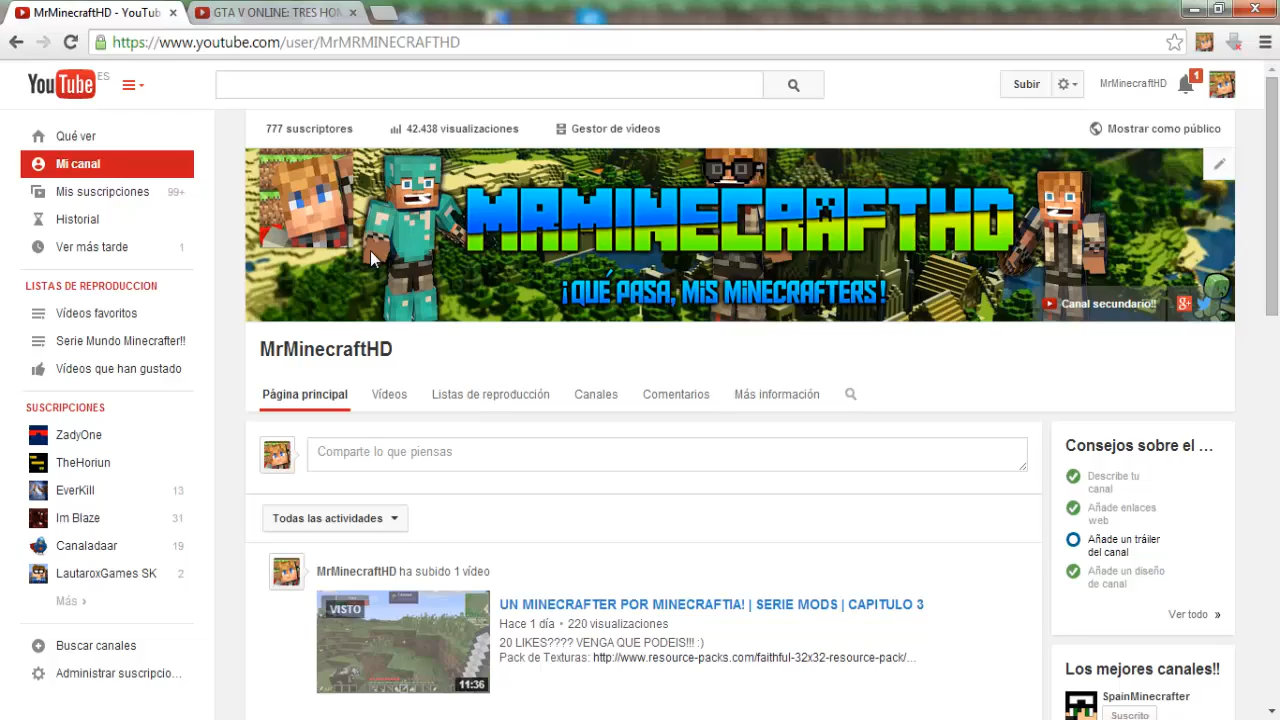 MrMinecraftHD - YouTub
GTA V ONLINE: TRES HON
https://www.youtube.com/user/MrMRMINECRAFTHD
YouTube ES
Subir
MrMinecraftHD
1
Qué ver
Mi canal
Mis suscripciones 99+
Historial
Ver más tarde 1
LISTAS DE REPRODUCCION
Vídeos favoritos
Serie Mundo Minecrafter!!
Vídeos que han gustado
SUSCRIPCIONES
ZadyOne
TheHoriun
EverKill 13
Im Blaze 31
Canaladaar 19
LautaroxGames SK 2
Más ›
Buscar canales
Administrar suscripcio...
777 suscriptores
42.438 visualizaciones
Gestor de vídeos
Mostrar como público
MRMINECRAFTHD
¡QUÉ PASA, MIS MINECRAFTERS!
Canal secundario!!
MrMinecraftHD
Página principal
Vídeos
Listas de reproducción
Canales
Comentarios
Más información
Comparte lo que piensas
Todas las actividades
MrMinecraftHD ha subido 1 vídeo
VISTO
11:36
UN MINECRAFTER POR MINECRAFTIA! | SERIE MODS | CAPITULO 3
Hace 1 día • 220 visualizaciones
20 LIKES???? VENGA QUE PODEIS!!! :)
Pack de Texturas: http://www.resource-packs.com/faithful-32x32-resource-pack/...
Consejos sobre el ...
Describe tu
canal
Añade enlaces
web
Añade un tráiler
del canal
Añade un diseño
de canal
Ver todo »
Los mejores canales!!
SpainMinecrafter
Suscrito